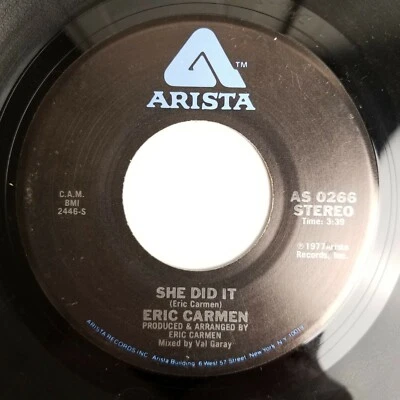 TM
ARISTA
C.A.M.
BMI
2446-S
AS 0266
STEREO
Time: 3:39
℗1977 Arista
Records, Inc.
SHE DID IT
(Eric Carmen)
ERIC CARMEN
PRODUCED & ARRANGED BY
ERIC CARMEN
Mixed by Val Garay
ARISTA RECORDS INC. Arista Building 6 West 57 Street New York, N.Y. 10019